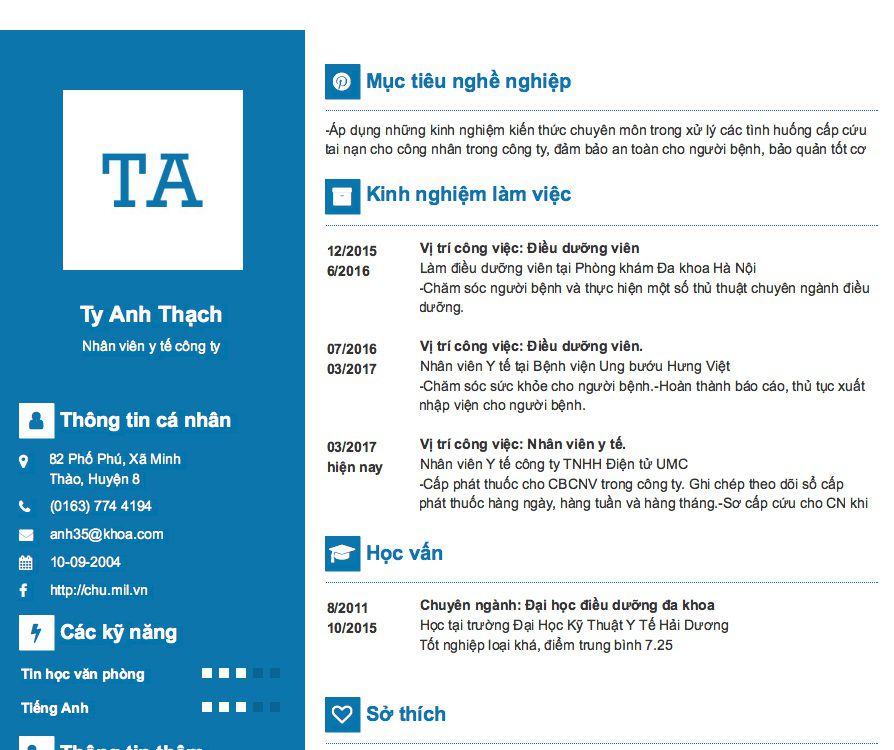 TA
Ty Anh Thạch
Nhân viên y tế công ty
Thông tin cá nhân
82 Phố Phú, Xã Minh
Thảo, Huyện 8
(0163) 774 4194
anh35@khoa.com
10-09-2004
http://chu.mil.vn
Các kỹ năng
Tin học văn phòng
Tiếng Anh
Thông tin thêm
Mục tiêu nghề nghiệp
-Áp dụng những kinh nghiệm kiến thức chuyên môn trong xử lý các tình huống cấp cứu
tai nạn cho công nhân trong công ty, đảm bảo an toàn cho người bệnh, bảo quản tốt cơ
Kinh nghiệm làm việc
12/2015
6/2016
Vị trí công việc: Điều dưỡng viên
Làm điều dưỡng viên tại Phòng khám Đa khoa Hà Nội
-Chăm sóc người bệnh và thực hiện một số thủ thuật chuyên ngành điều
dưỡng.
07/2016
03/2017
Vị trí công việc: Điều dưỡng viên.
Nhân viên Y tế tại Bệnh viện Ung bướu Hưng Việt
-Chăm sóc sức khỏe cho người bệnh.-Hoàn thành báo cáo, thủ tục xuất
nhập viện cho người bệnh.
03/2017
hiện nay
Vị trí công việc: Nhân viên y tế.
Nhân viên Y tế công ty TNHH Điện tử UMC
-Cấp phát thuốc cho CBCNV trong công ty. Ghi chép theo dõi sổ cấp
phát thuốc hàng ngày, hàng tuần và hàng tháng.-Sơ cấp cứu cho CN khi
Học vấn
8/2011
10/2015
Chuyên ngành: Đại học điều dưỡng đa khoa
Học tại trường Đại Học Kỹ Thuật Y Tế Hải Dương
Tốt nghiệp loại khá, điểm trung bình 7.25
Sở thích